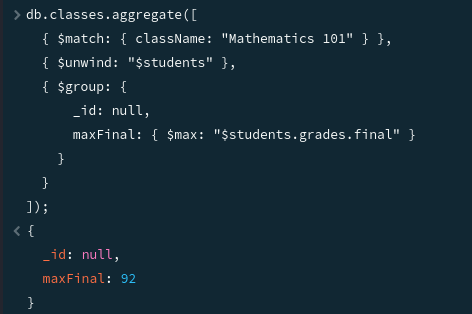 > db.classes.aggregate([
{ $match: { className: "Mathematics 101" } },
{ $unwind: "$students" },
{ $group: {
_id: null,
maxFinal: { $max: "$students.grades.final" }
}
}
]);
< {
_id: null,
maxFinal: 92
}